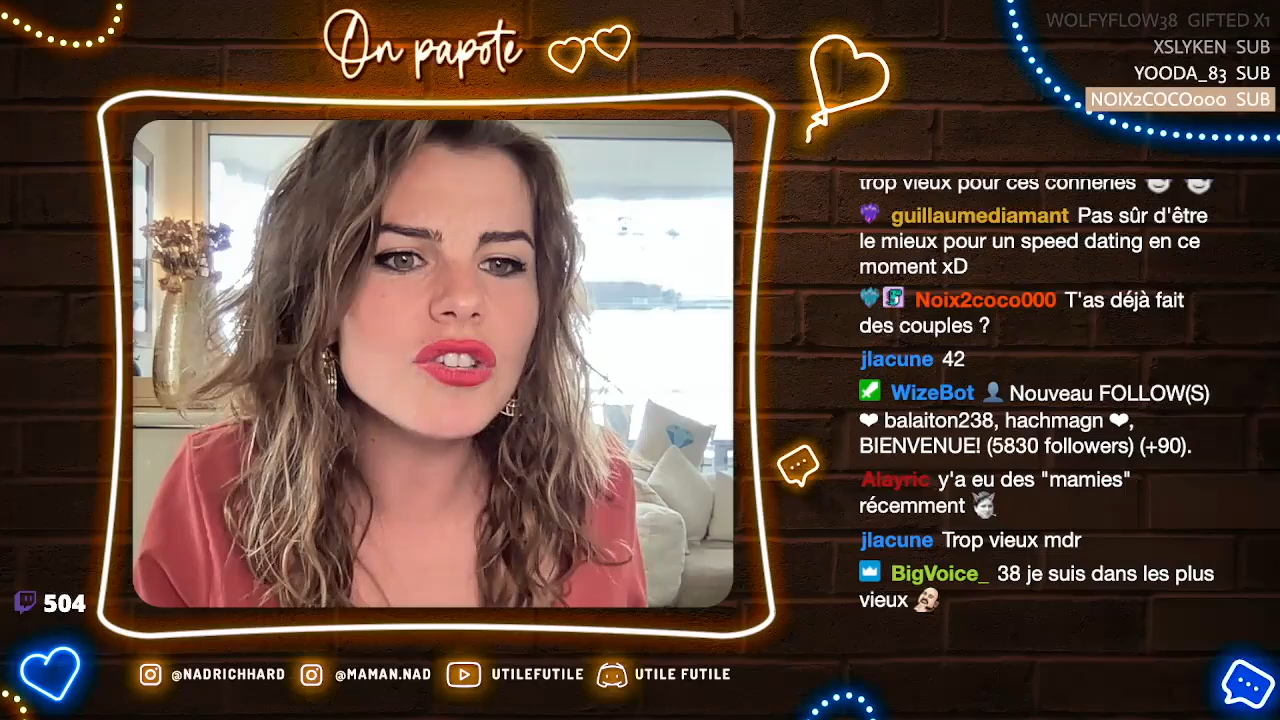 On papote
WOLFYFLOW38 GIFTED X1
XSLYKEN SUB
YOODA_83 SUB
NOIX2COCO000 SUB
trop vieux pour ces conneries
guillaumediamant Pas sûr d'être
le mieux pour un speed dating en ce
moment xD
Noix2coco000 T'as déjà fait
des couples ?
jlacune 42
WizeBot 👤 Nouveau FOLLOW(S)
❤ balaiton238, hachmagn ❤,
BIENVENUE! (5830 followers) (+90).
Alayric y'a eu des "mamies"
récemment
jlacune Trop vieux mdr
BigVoice_ 38 je suis dans les plus
vieux
504
@NADRICHHARD @MAMAN.NAD UTILEFUTILE UTILE FUTILE